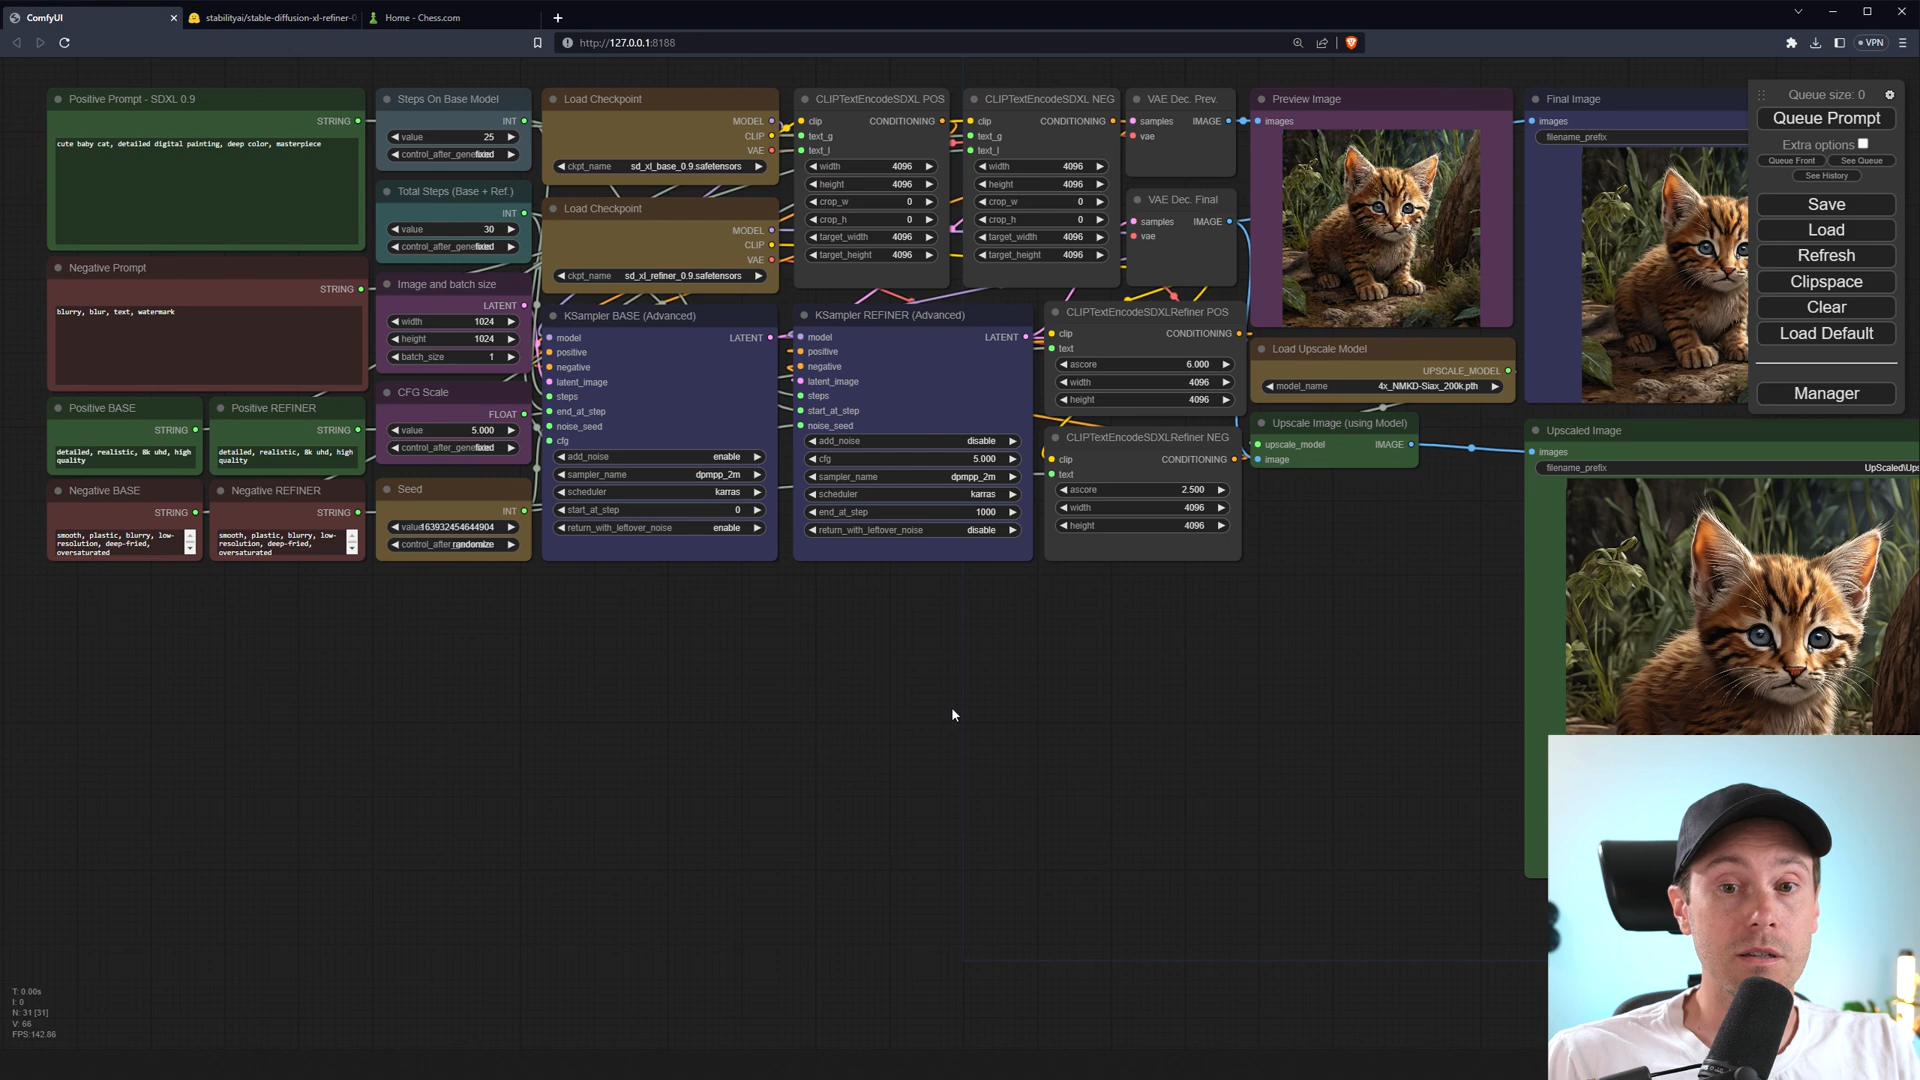 ComfyUI
stabilityai/stable-diffusion-xl-refiner-0.
Home - Chess.com
http://127.0.0.1:8188
VPN
Positive Prompt - SDXL 0.9
STRING
cute baby cat, detailed digital painting, deep color, masterpiece
Negative Prompt
STRING
blurry, blur, text, watermark
Positive BASE
STRING
detailed, realistic, 8k uhd, high
quality
Positive REFINER
STRING
detailed, realistic, 8k uhd, high
quality
Negative BASE
STRING
smooth, plastic, blurry, low-
resolution, deep-fried,
oversaturated
Negative REFINER
STRING
smooth, plastic, blurry, low-
resolution, deep-fried,
oversaturated
Steps On Base Model
INT
value 25
control_after_gene fixed
Total Steps (Base + Ref.)
INT
value 30
control_after_gene fixed
Image and batch size
LATENT
width 1024
height 1024
batch_size 1
CFG Scale
FLOAT
value 5.000
control_after_gene fixed
Seed
INT
value 163932454644904
control_after randomize
Load Checkpoint
MODEL
CLIP
VAE
ckpt_name sd_xl_base_0.9.safetensors
Load Checkpoint
MODEL
CLIP
VAE
ckpt_name sd_xl_refiner_0.9.safetensors
KSampler BASE (Advanced)
model LATENT
positive
negative
latent_image
steps
end_at_step
noise_seed
cfg
add_noise enable
sampler_name dpmpp_2m
scheduler karras
start_at_step 0
return_with_leftover_noise enable
CLIPTextEncodeSDXL POS
clip CONDITIONING
text_g
text_l
width 4096
height 4096
crop_w 0
crop_h 0
target_width 4096
target_height 4096
CLIPTextEncodeSDXL NEG
clip CONDITIONING
text_g
text_l
width 4096
height 4096
crop_w 0
crop_h 0
target_width 4096
target_height 4096
KSampler REFINER (Advanced)
model LATENT
positive
negative
latent_image
steps
start_at_step
noise_seed
add_noise disable
cfg 5.000
sampler_name dpmpp_2m
scheduler karras
end_at_step 1000
return_with_leftover_noise disable
VAE Dec. Prev.
samples IMAGE
vae
VAE Dec. Final
samples IMAGE
vae
CLIPTextEncodeSDXLRefiner POS
clip CONDITIONING
text
ascore 6.000
width 4096
height 4096
CLIPTextEncodeSDXLRefiner NEG
clip CONDITIONING
text
ascore 2.500
width 4096
height 4096
Preview Image
images
Load Upscale Model
UPSCALE_MODEL
model_name 4x_NMKD-Siax_200k.pth
Upscale Image (using Model)
upscale_model IMAGE
image
Final Image
images
filename_prefix
Upscaled Image
images
filename_prefix UpScaled\Ups
Queue size: 0
Queue Prompt
Extra options
Queue Front
See Queue
See History
Save
Load
Refresh
Clipspace
Clear
Load Default
Manager
T: 0.00s
I: 0
N: 31 [31]
V: 66
FPS:142.86